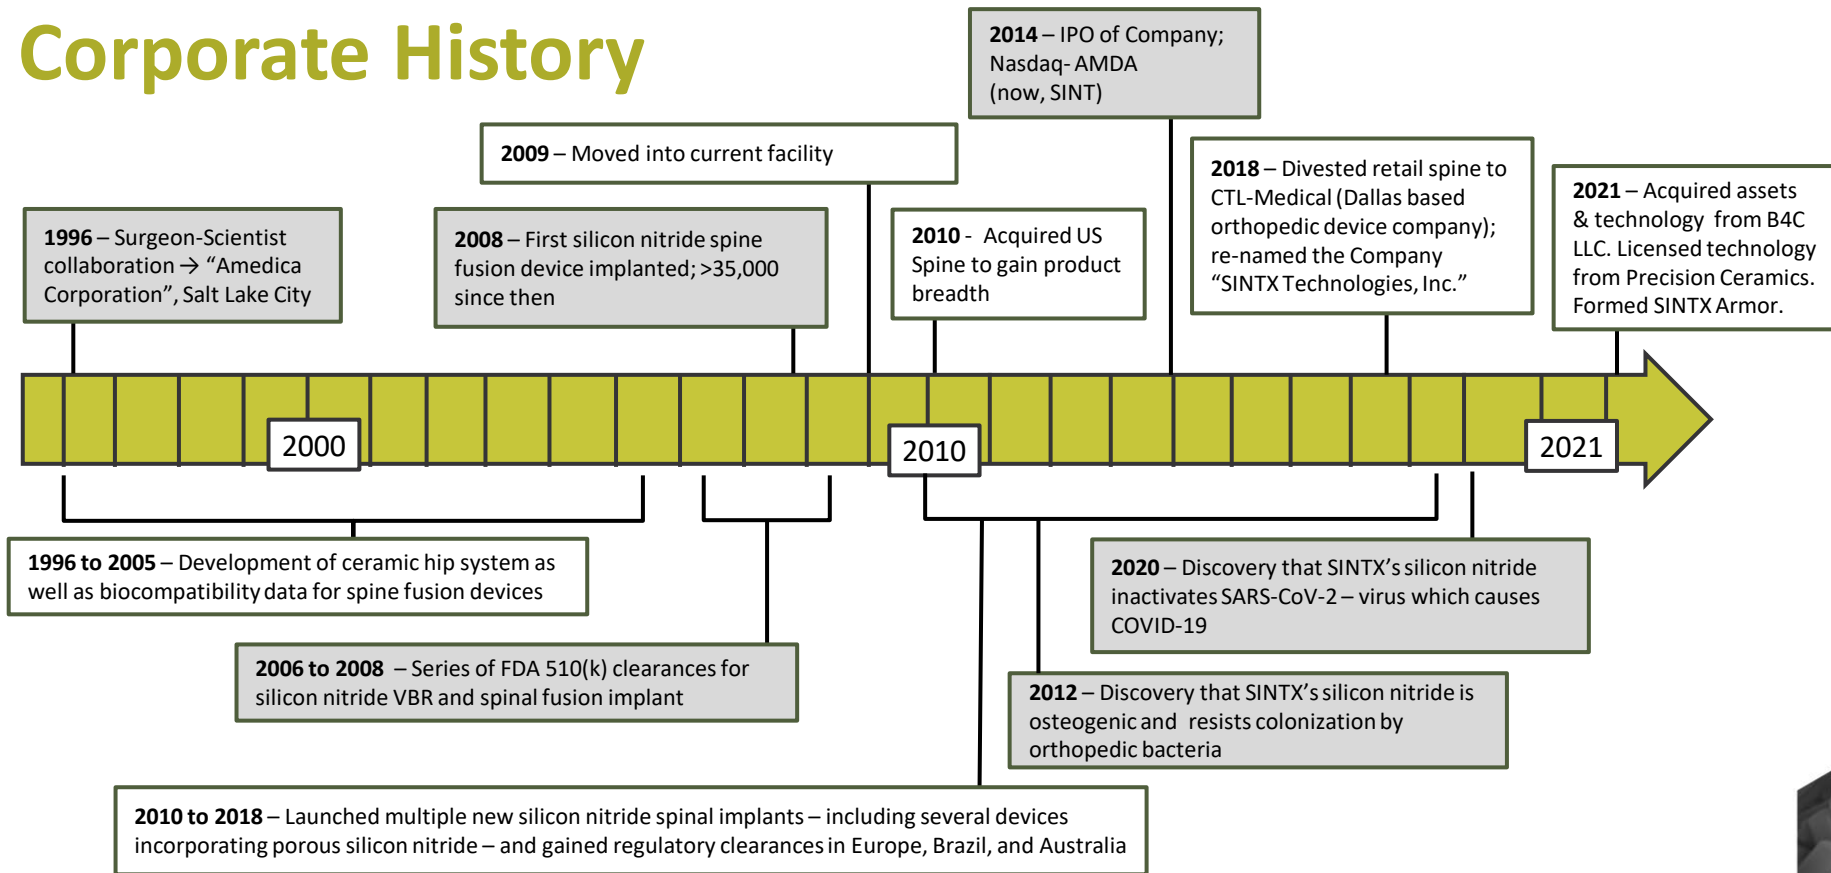 Corporate History
2014 – IPO of Company;
Nasdaq- AMDA
(now, SINT)
2009 – Moved into current facility
2018 – Divested retail spine to
CTL-Medical (Dallas based
orthopedic device company);
re-named the Company
“SINTX Technologies, Inc.”
2021 – Acquired assets
& technology from B4C
LLC. Licensed technology
from Precision Ceramics.
Formed SINTX Armor.
1996 – Surgeon-Scientist
collaboration → “Amedica
Corporation”, Salt Lake City
2008 – First silicon nitride spine
fusion device implanted; >35,000
since then
2010 - Acquired US
Spine to gain product
breadth
2000
2010
2021
1996 to 2005 – Development of ceramic hip system as
well as biocompatibility data for spine fusion devices
2020 – Discovery that SINTX’s silicon nitride
inactivates SARS-CoV-2 – virus which causes
COVID-19
2006 to 2008 – Series of FDA 510(k) clearances for
silicon nitride VBR and spinal fusion implant
2012 – Discovery that SINTX’s silicon nitride is
osteogenic and resists colonization by
orthopedic bacteria
2010 to 2018 – Launched multiple new silicon nitride spinal implants – including several devices
incorporating porous silicon nitride – and gained regulatory clearances in Europe, Brazil, and Australia